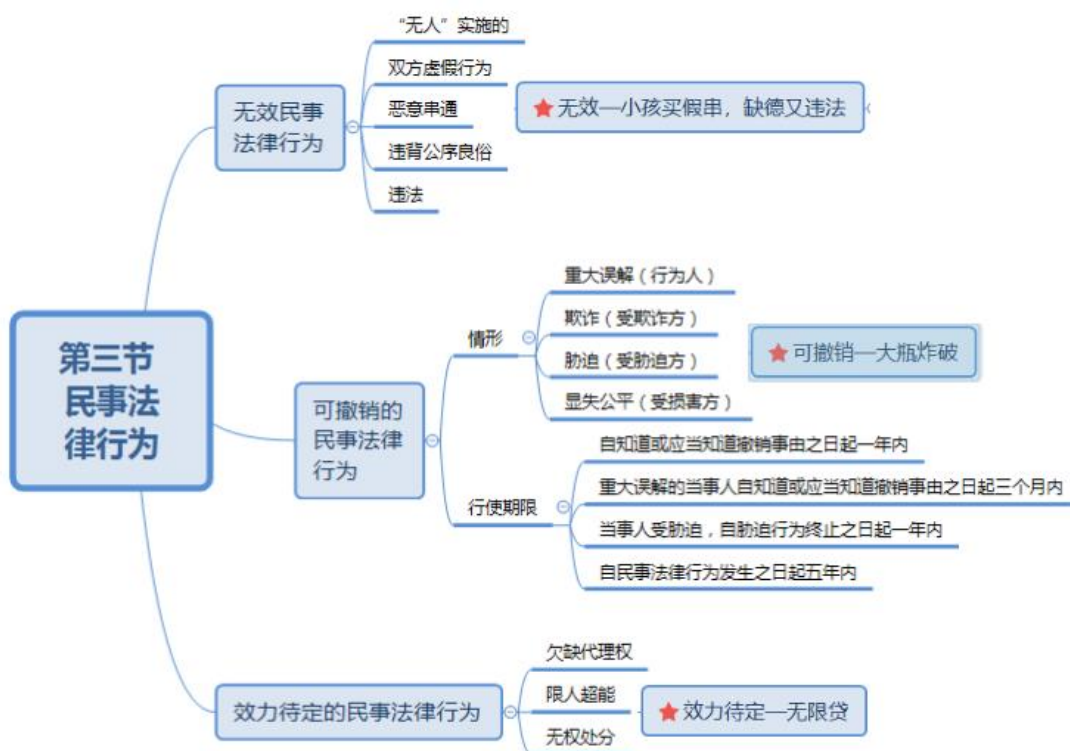 第三节
民事法
律行为
无效民事
法律行为
“无人”实施的
双方虚假行为
恶意串通
违背公序良俗
违法
★无效—小孩买假串，缺德又违法
可撤销的
民事法律
行为
情形
重大误解（行为人）
欺诈（受欺诈方）
胁迫（受胁迫方）
显失公平（受损害方）
★可撤销—大瓶炸破
行使期限
自知道或应当知道撤销事由之日起一年内
重大误解的当事人自知道或应当知道撤销事由之日起三个月内
当事人受胁迫，自胁迫行为终止之日起一年内
自民事法律行为发生之日起五年内
效力待定的民事法律行为
欠缺代理权
限人超能
无权处分
★效力待定—无限贷